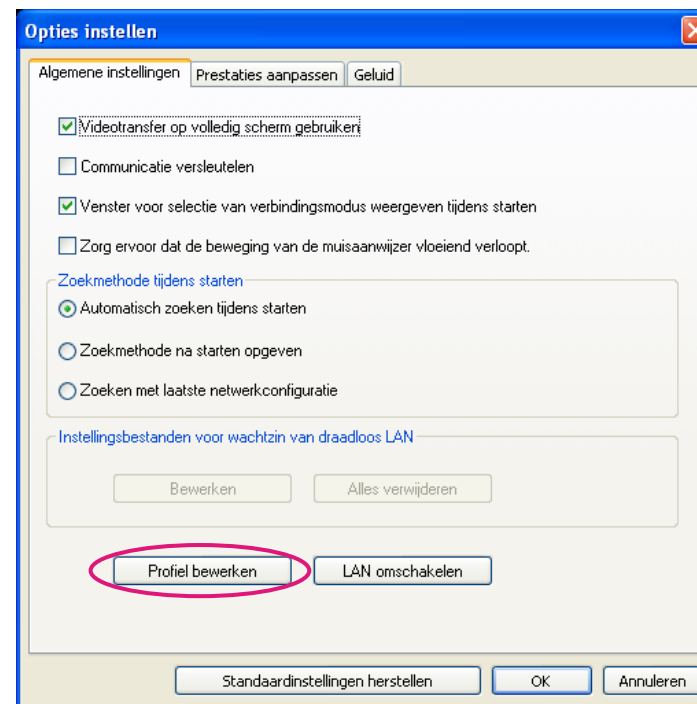 Opties instellen
Algemene instellingen Prestaties aanpassen Geluid
Videotransfer op volledig scherm gebruiken
Communicatie versleutelen
Venster voor selectie van verbindingsmodus weergeven tijdens starten
Zorg ervoor dat de beweging van de muisaanwijzer vloeiend verloopt.
Zoekmethode tijdens starten
Automatisch zoeken tijdens starten
Zoekmethode na starten opgeven
Zoeken met laatste netwerkconfiguratie
Instellingsbestanden voor wachtzin van draadloos LAN
Bewerken Alles verwijderen
Profiel bewerken LAN omschakelen
Standaardinstellingen herstellen OK Annuleren